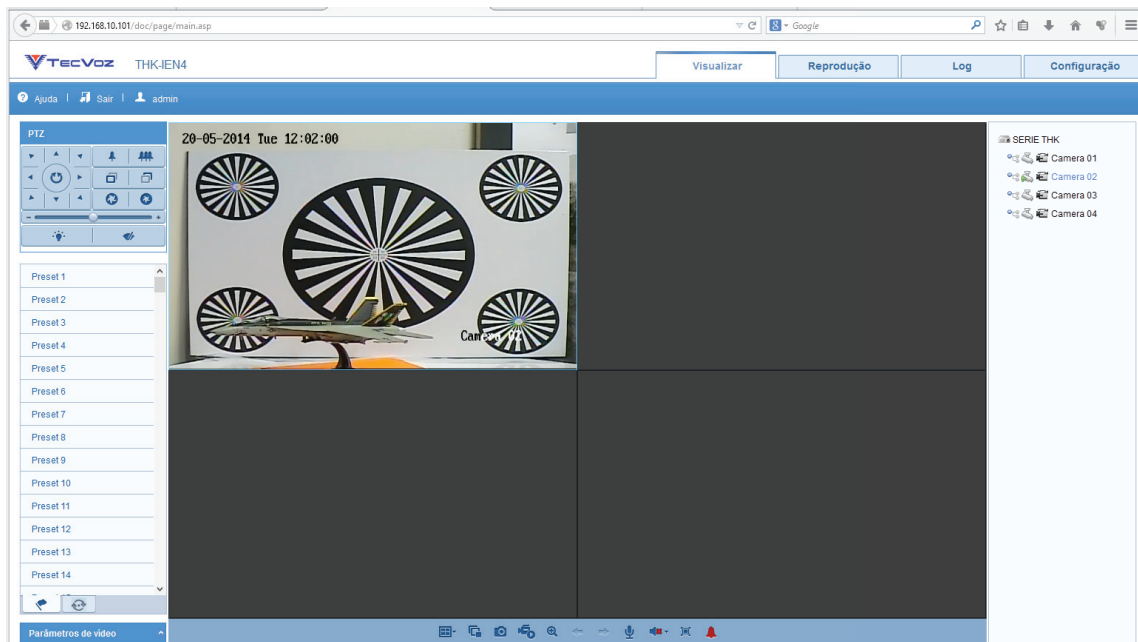 192.168.10.101/doc/page/main.asp
Google
TECVOZ
THK-IEN4
Visualizar
Reprodução
Log
Configuração
Ajuda
Sair
admin
PTZ
20-05-2014 Tue 12:02:00
Camera 02
SERIE THK
Camera 01
Camera 02
Camera 03
Camera 04
Preset 1
Preset 2
Preset 3
Preset 4
Preset 5
Preset 6
Preset 7
Preset 8
Preset 9
Preset 10
Preset 11
Preset 12
Preset 13
Preset 14
Parâmetros de vídeo